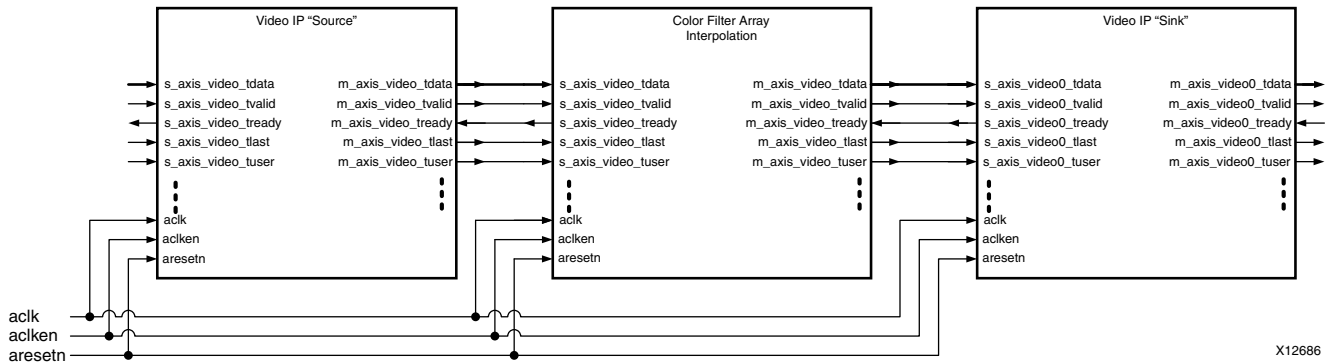 Video IP “Source”
s_axis_video_tdata
s_axis_video_tvalid
s_axis_video_tready
s_axis_video_tlast
s_axis_video_tuser
m_axis_video_tdata
m_axis_video_tvalid
m_axis_video_tready
m_axis_video_tlast
m_axis_video_tuser
aclk
aclken
aresetn
Color Filter Array
Interpolation
s_axis_video_tdata
s_axis_video_tvalid
s_axis_video_tready
s_axis_video_tlast
s_axis_video_tuser
m_axis_video_tdata
m_axis_video_tvalid
m_axis_video_tready
m_axis_video_tlast
m_axis_video_tuser
aclk
aclken
aresetn
Video IP “Sink”
s_axis_video0_tdata
s_axis_video0_tvalid
s_axis_video0_tready
s_axis_video0_tlast
s_axis_video0_tuser
m_axis_video0_tdata
m_axis_video0_tvalid
m_axis_video0_tready
m_axis_video0_tlast
m_axis_video0_tuser
aclk
aclken
aresetn
aclk
aclken
aresetn
X12686